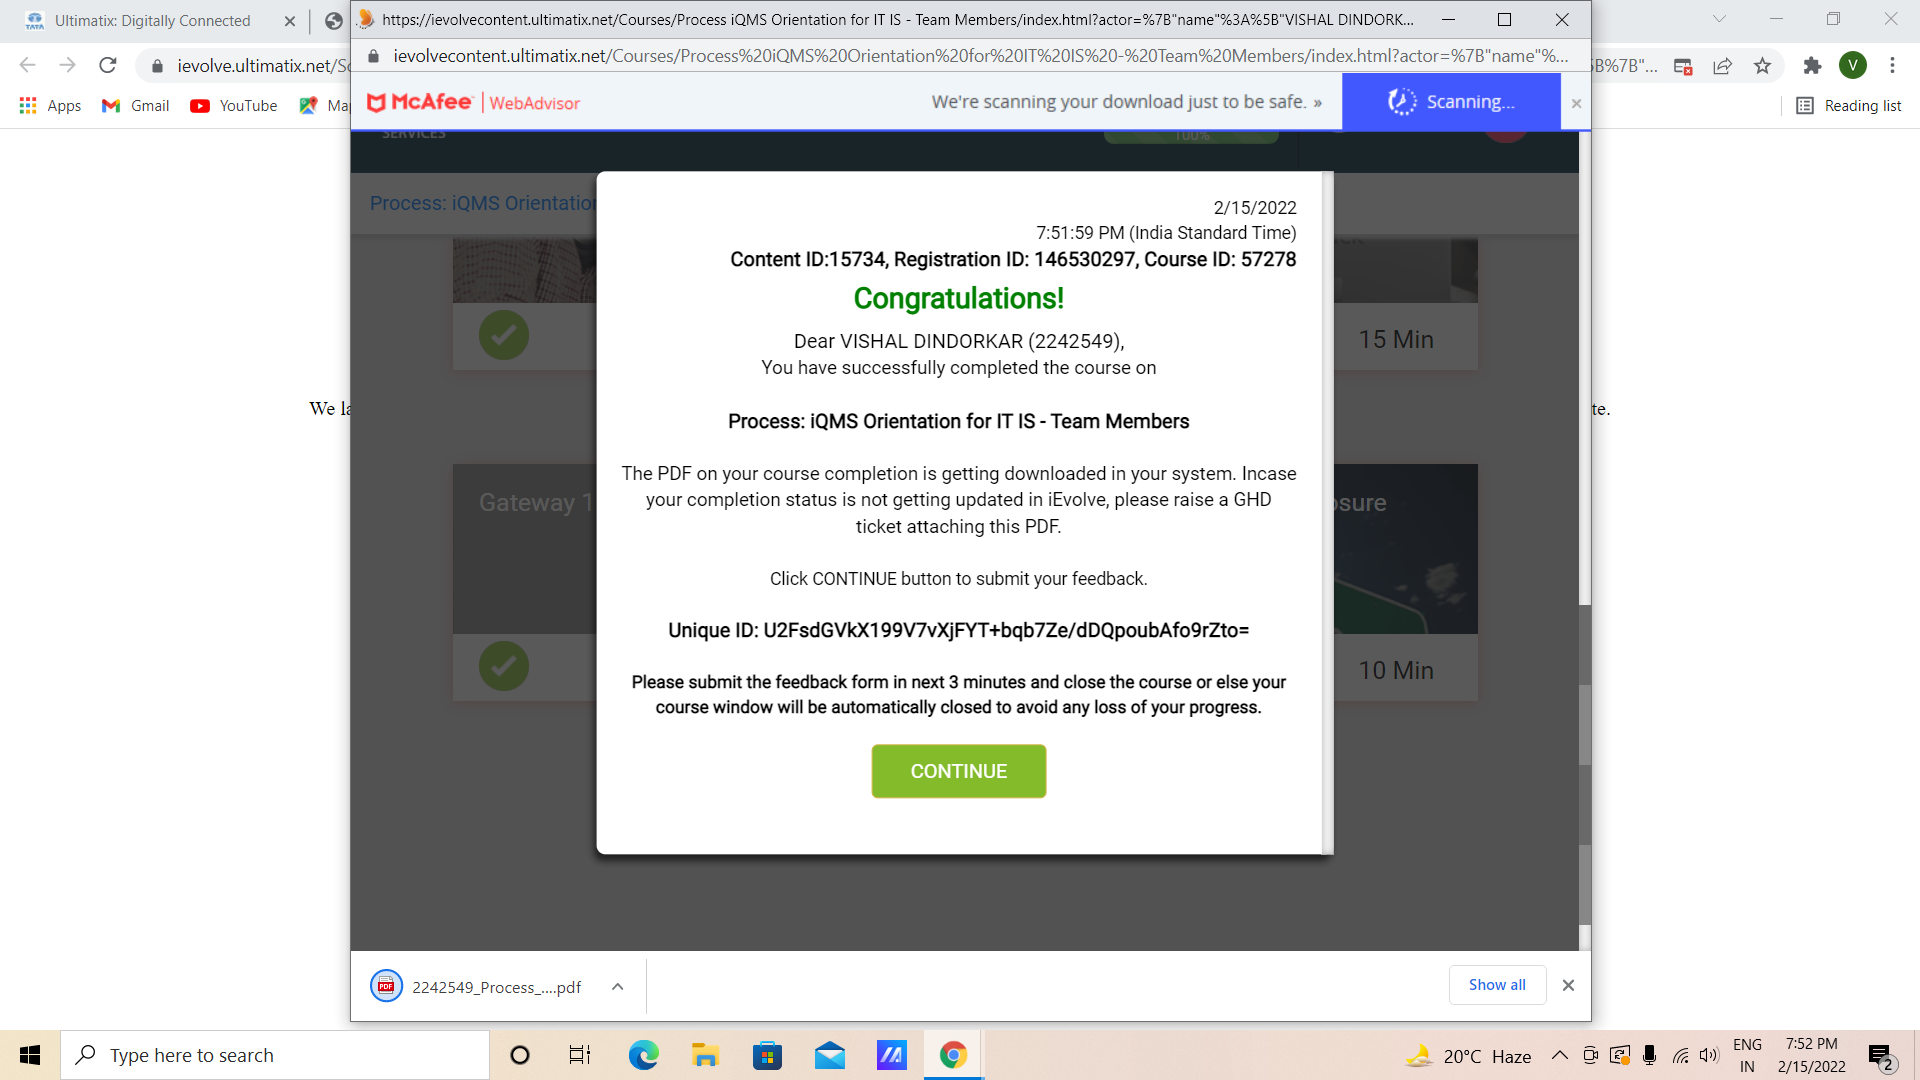 Ultimatix: Digitally Connected
https://ievolvecontent.ultimatix.net/Courses/Process iQMS Orientation for IT IS - Team Members/index.html?actor=%7B"name"%3A%5B"VISHAL DINDORK...
ievolve.ultimatix.net/Sc
ievolvecontent.ultimatix.net/Courses/Process%20iQMS%20Orientation%20for%20IT%20IS%20-%20Team%20Members/index.html?actor=%7B"name"%...
5B%7B"...
V
Apps
Gmail
YouTube
Map
McAfee | WebAdvisor
We're scanning your download just to be safe. »
Scanning...
Reading list
SERVICES
100%
Process: iQMS Orientation
2/15/2022
7:51:59 PM (India Standard Time)
Content ID:15734, Registration ID: 146530297, Course ID: 57278
Congratulations!
Dear VISHAL DINDORKAR (2242549),
You have successfully completed the course on
15 Min
We la
te.
Process: iQMS Orientation for IT IS - Team Members
The PDF on your course completion is getting downloaded in your system. Incase
your completion status is not getting updated in iEvolve, please raise a GHD
ticket attaching this PDF.
Gateway 1
osure
Click CONTINUE button to submit your feedback.
Unique ID: U2FsdGVkX199V7vXjFYT+bqb7Ze/dDQpoubAfo9rZto=
10 Min
Please submit the feedback form in next 3 minutes and close the course or else your
course window will be automatically closed to avoid any loss of your progress.
CONTINUE
PDF
2242549_Process_....pdf
Show all
Type here to search
20°C Haze
ENG
IN
7:52 PM
2/15/2022
2